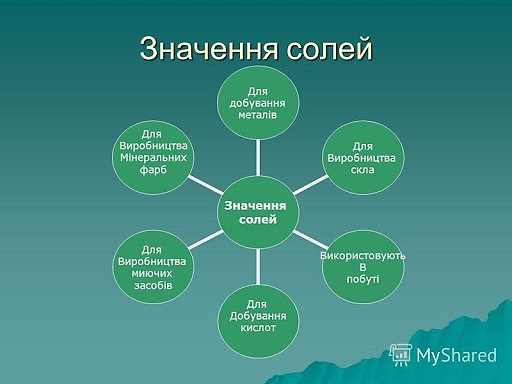 Значення солей
Для
добування
металів
Для
Виробництва
скла
Використовують
В
побуті
Для
Добування
кислот
Для
Виробництва
миючих
засобів
Для
Виробництва
Мінеральних
фарб
Значення
солей
MyShared